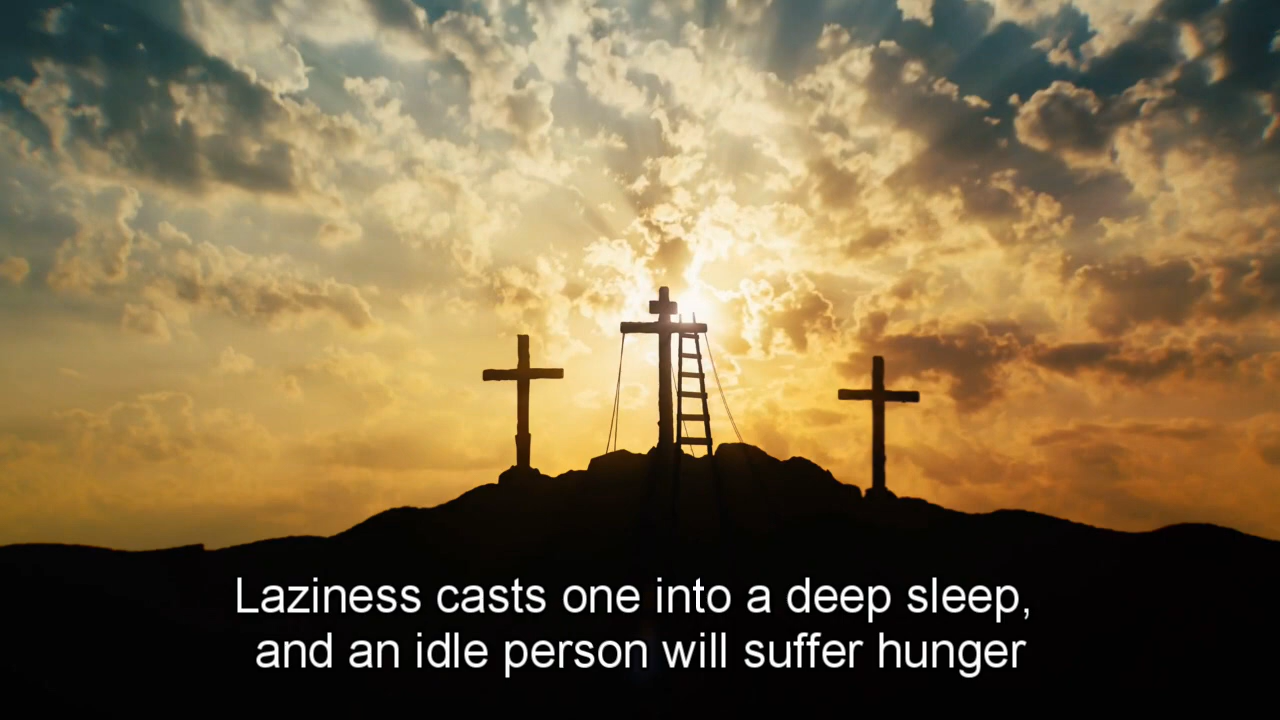 Laziness casts one into a deep sleep,
and an idle person will suffer hunger